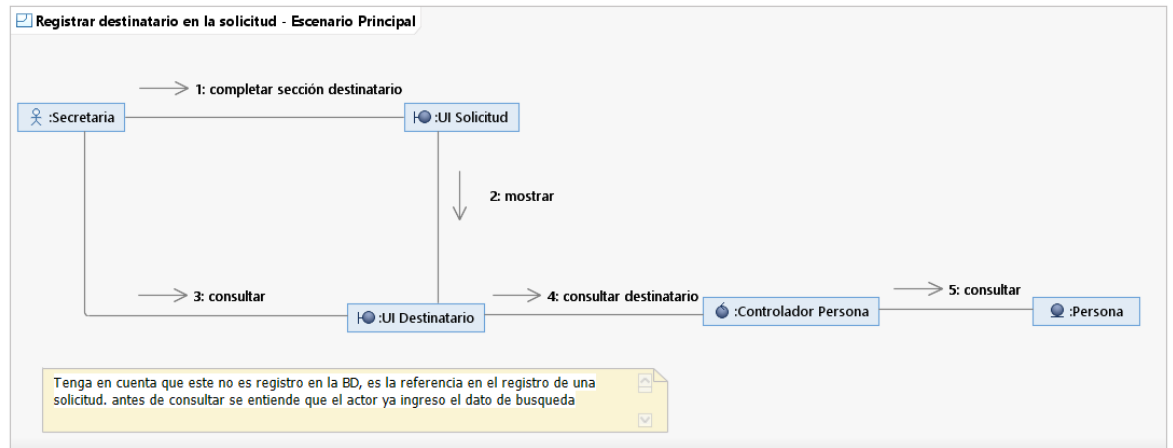 Registrar destinatario en la solicitud - Escenario Principal
1: completar sección destinatario
:Secretaria
:UI Solicitud
2: mostrar
3: consultar
4: consultar destinatario
5: consultar
:UI Destinatario
:Controlador Persona
:Persona
Tenga en cuenta que este no es registro en la BD, es la referencia en el registro de una
solicitud. antes de consultar se entiende que el actor ya ingreso el dato de busqueda